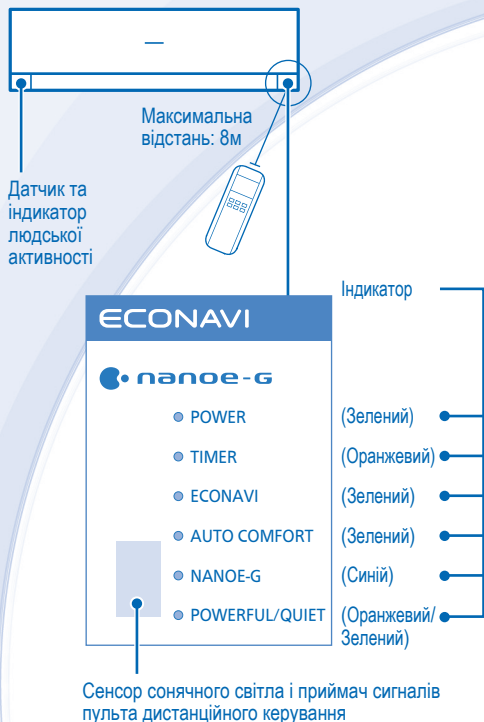 Максимальна
відстань: 8м
Датчик та
індикатор
людської
активності
Індикатор
ECONAVI
nanoe-G
POWER (Зелений)
TIMER (Оранжевий)
ECONAVI (Зелений)
AUTO COMFORT (Зелений)
NANOE-G (Синій)
POWERFUL/QUIET (Оранжевий/
Зелений)
Сенсор сонячного світла і приймач сигналів
пульта дистанційного керування